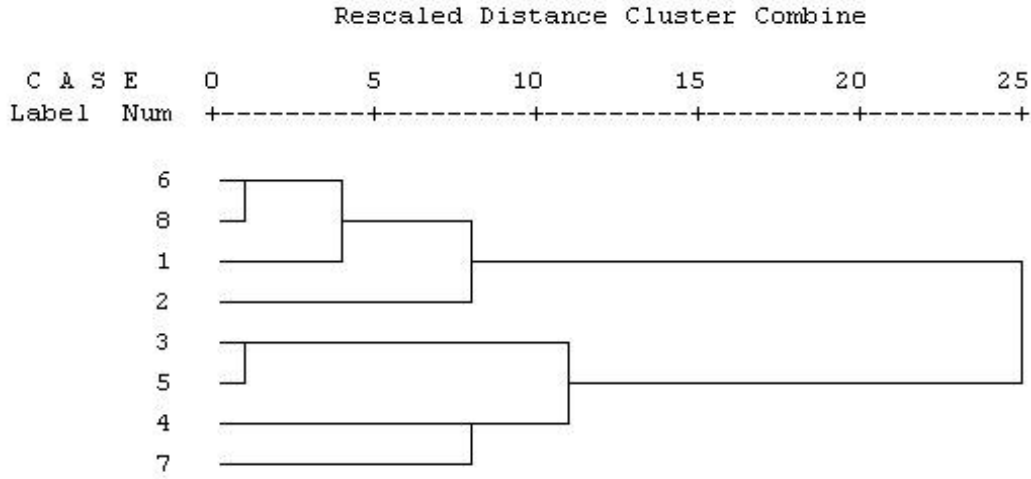 Rescaled Distance Cluster Combine
C A S E 0 5 10 15 20 25
Label Num +---------+---------+---------+---------+---------+
6
8
1
2
3
5
4
7